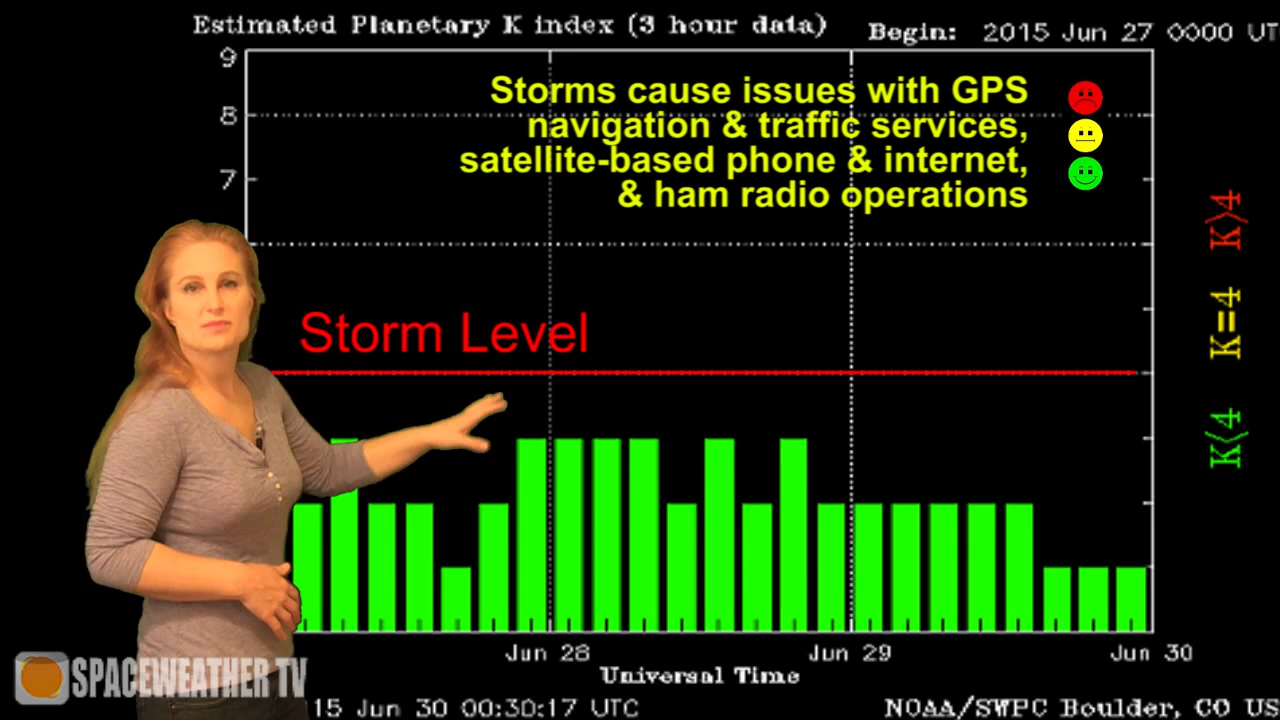 Estimated Planetary K index (3 hour data)
Begin: 2015 Jun 27 0000 UT
9
8
7
Storms cause issues with GPS
navigation & traffic services,
satellite-based phone & internet,
& ham radio operations
Storm Level
K>4
K=4
K<4
Jun 28
Jun 29
Jun 30
Universal Time
SPACEWEATHER TV
15 Jun 30 00:30:17 UTC
NOAA/SWPC Boulder, CO US